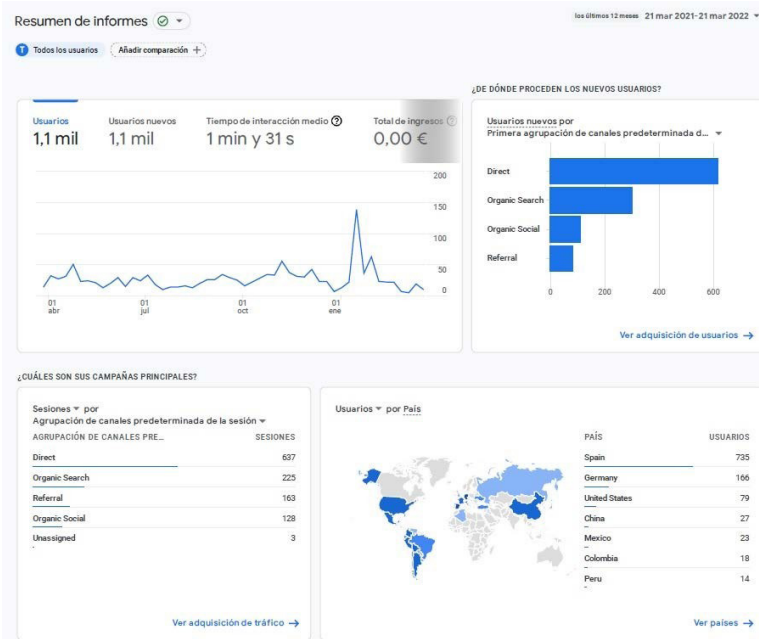 Resumen de informes
los últimos 12 meses 21 mar 2021-21 mar 2022
T Todos los usuarios Añadir comparación +
¿DE DÓNDE PROCEDEN LOS NUEVOS USUARIOS?
Usuarios Usuarios nuevos Tiempo de interacción medio Total de ingresos
1,1 mil 1,1 mil 1 min y 31 s 0,00 €
200
150
100
50
0
01 01 01 01
abr jul oct ene
Usuarios nuevos por
Primera agrupación de canales predeterminada d...
Direct
Organic Search
Organic Social
Referral
0 200 400 600
Ver adquisición de usuarios →
¿CUÁLES SON SUS CAMPAÑAS PRINCIPALES?
Sesiones por
Agrupación de canales predeterminada de la sesión
AGRUPACIÓN DE CANALES PRE... SESIONES
Direct 637
Organic Search 225
Referral 163
Organic Social 128
Unassigned 3
Ver adquisición de tráfico →
Usuarios por País
PAÍS USUARIOS
Spain 735
Germany 166
United States 79
China 27
Mexico 23
Colombia 18
Peru 14
Ver países →